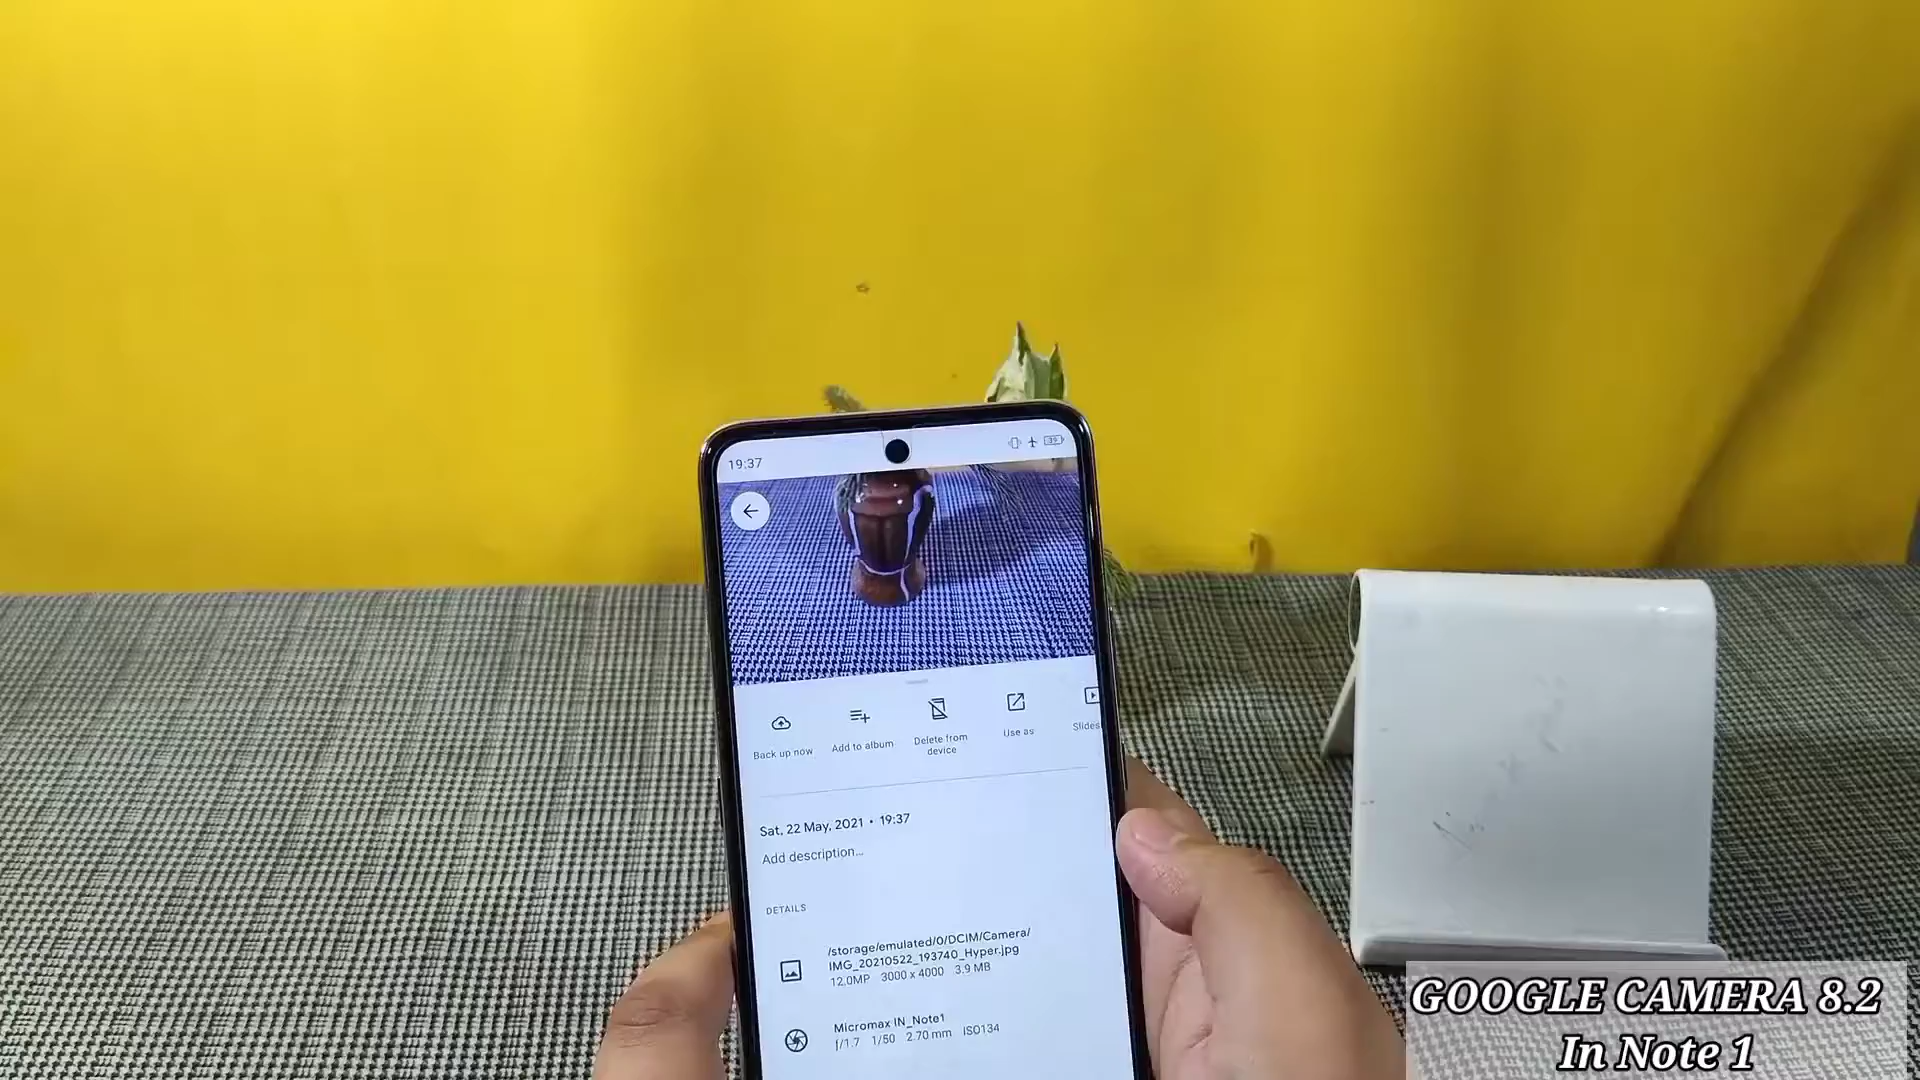 19:37
Back up now
Add to album
Delete from
device
Use as
Slides
Sat, 22 May, 2021 • 19:37
Add description...
DETAILS
/storage/emulated/0/DCIM/Camera/
IMG_20210522_193740_Hyper.jpg
12.0MP 3000 x 4000 3.9 MB
Micromax IN_Note1
f/1.7 1/50 2.70 mm ISO134
GOOGLE CAMERA 8.2
In Note 1